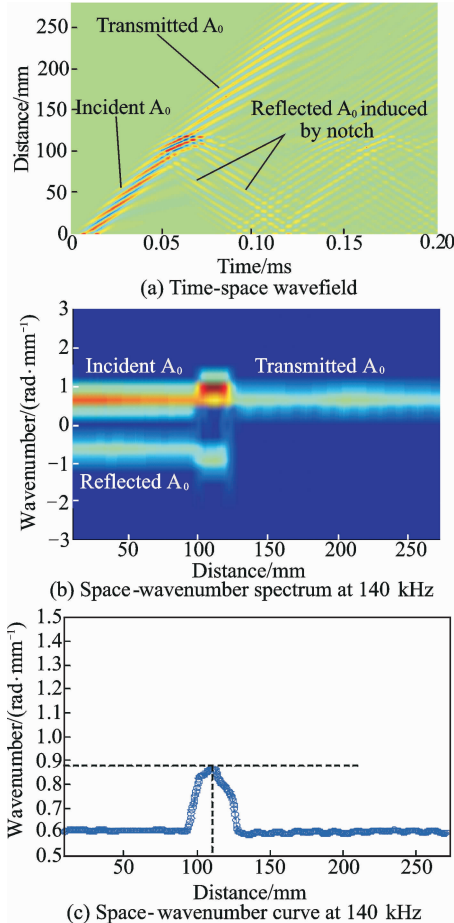 Distance/mm
250
200
150
100
50
0
Transmitted A₀
Incident A₀
Reflected A₀ induced
by notch
0
0.05
0.10
0.15
0.20
Time/ms
(a) Time-space wavefield
Wavenumber/(rad·mm⁻¹)
3
2
1
0
−1
−2
−3
Incident A₀
Transmitted A₀
Reflected A₀
50
100
150
200
250
Distance/mm
(b) Space-wavenumber spectrum at 140 kHz
Wavenumber/(rad·mm⁻¹)
1.5
1.4
1.3
1.2
1.1
1.0
0.9
0.8
0.7
0.6
0.5
50
100
150
200
250
Distance/mm
(c) Space-wavenumber curve at 140 kHz